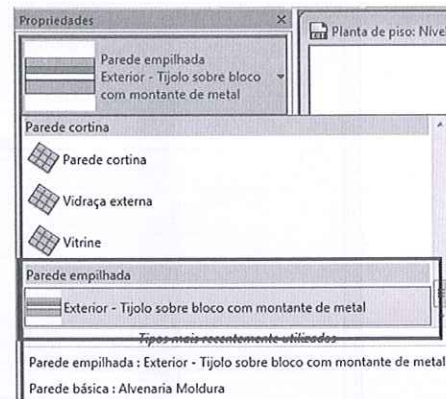 Propriedades
Planta de piso: Níve
Parede empilhada
Exterior - Tijolo sobre bloco
com montante de metal
Parede cortina
Parede cortina
Vidraça externa
Vitrine
Parede empilhada
Exterior - Tijolo sobre bloco com montante de metal
Tipos mais recentemente utilizados
Parede empilhada : Exterior - Tijolo sobre bloco com montante de metal
Parede básica : Alvenaria Moldura